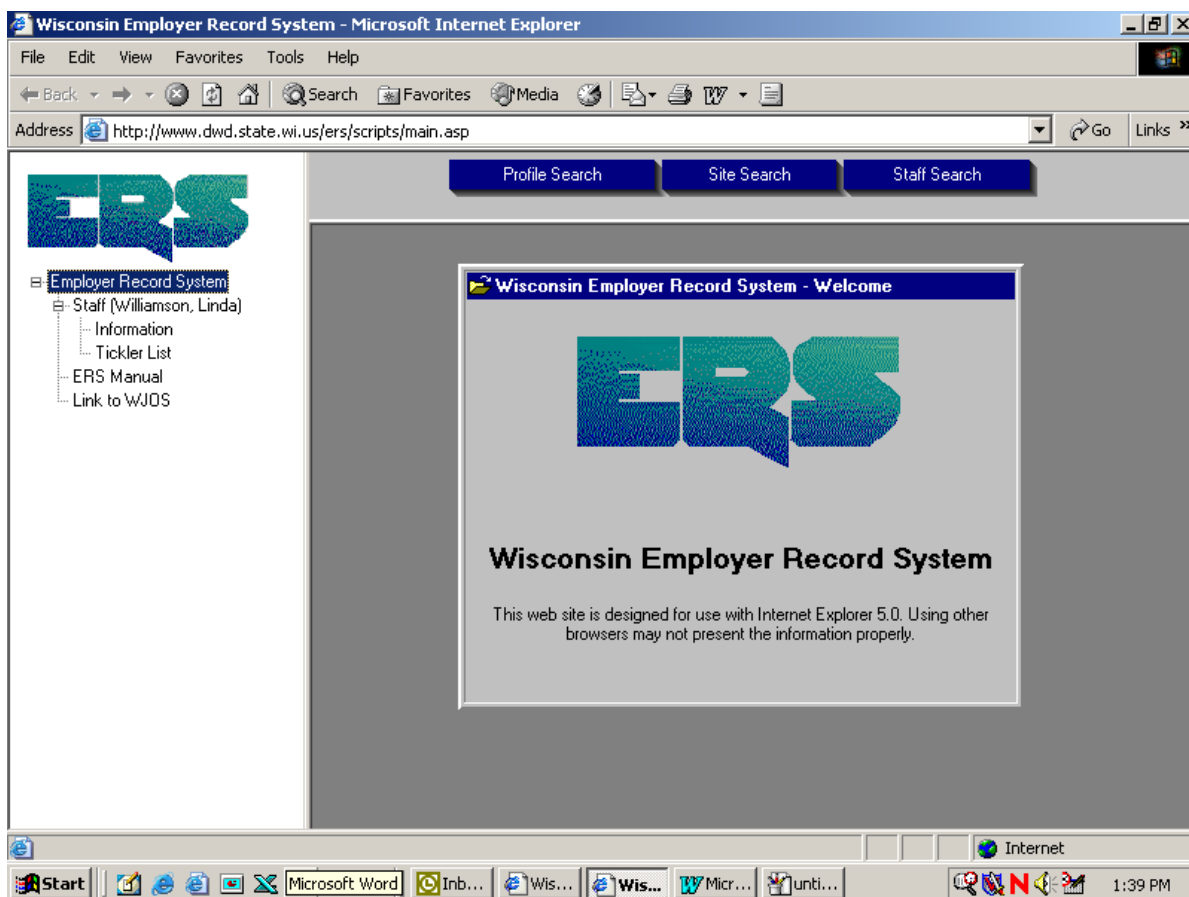 Wisconsin Employer Record System - Microsoft Internet Explorer
File Edit View Favorites Tools Help
Back Search Favorites Media
Address http://www.dwd.state.wi.us/ers/scripts/main.asp Go Links »
ERS
Profile Search Site Search Staff Search
Employer Record System
Staff (Williamson, Linda)
Information
Tickler List
ERS Manual
Link to WJOS
Wisconsin Employer Record System - Welcome
ERS
Wisconsin Employer Record System
This web site is designed for use with Internet Explorer 5.0. Using other
browsers may not present the information properly.
Internet
Start Microsoft Word Inb... Wis... Wis... Micr... unti... N 1:39 PM